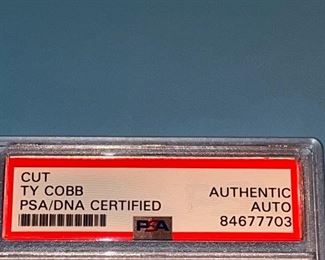 CUT
TY COBB
PSA/DNA CERTIFIED
AUTHENTIC
AUTO
84677703
PSA